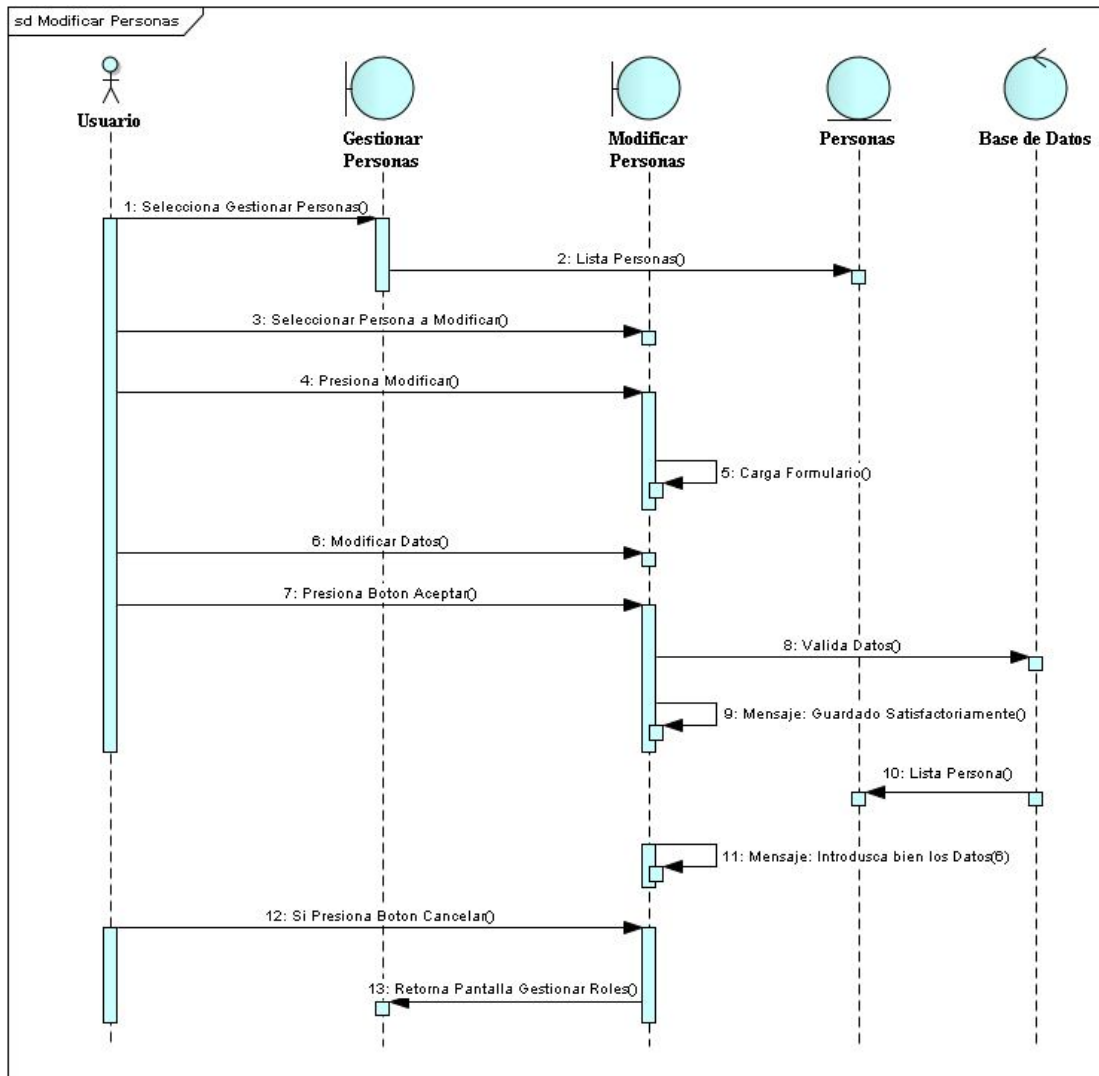 sd Modificar Personas
Usuario
Gestionar
Personas
Modificar
Personas
Personas
Base de Datos
1: Selecciona Gestionar Personas()
2: Lista Personas()
3: Seleccionar Persona a Modificar()
4: Presiona Modificar()
5: Carga Formulario()
6: Modificar Datos()
7: Presiona Boton Aceptar()
8: Valida Datos()
9: Mensaje: Guardado Satisfactoriamente()
10: Lista Persona()
11: Mensaje: Introdusca bien los Datos(6)
12: Si Presiona Boton Cancelar()
13: Retorna Pantalla Gestionar Roles()